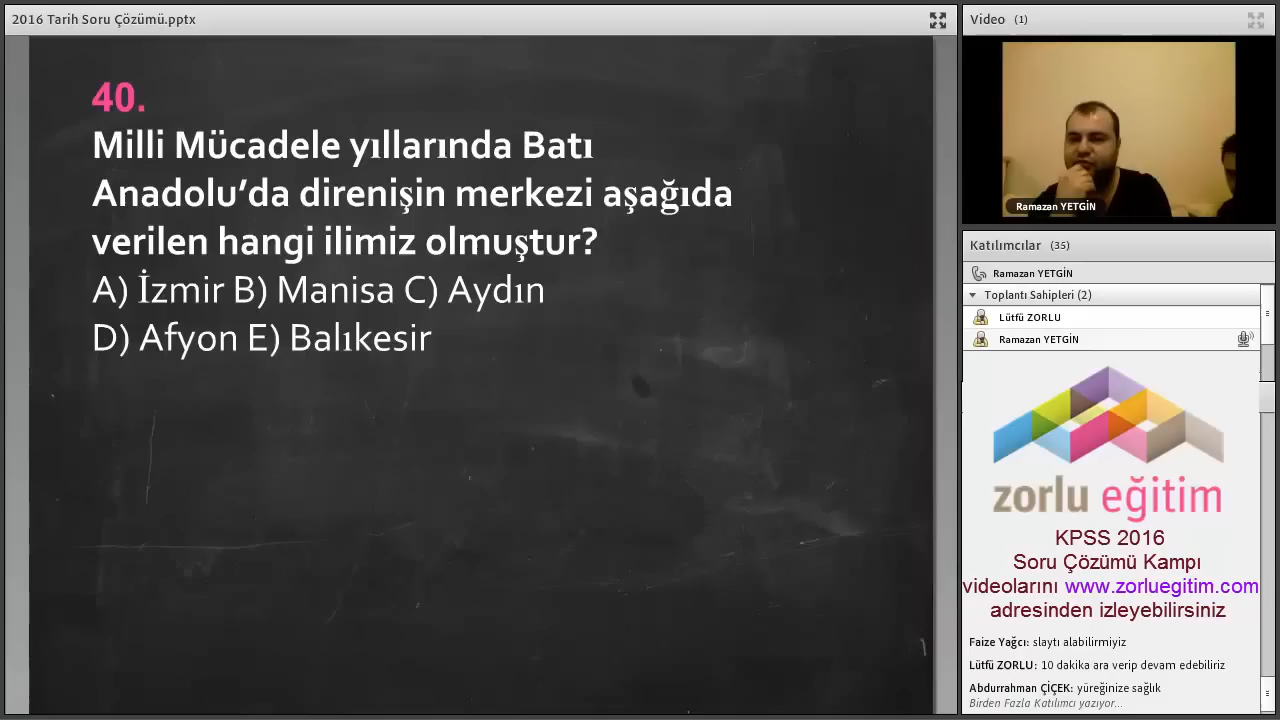 2016 Tarih Soru Çözümü.pptx
40.
Milli Mücadele yıllarında Batı
Anadolu’da direnişin merkezi aşağıda
verilen hangi ilimiz olmuştur?
A) İzmir B) Manisa C) Aydın
D) Afyon E) Balıkesir
Video (1)
Ramazan YETGİN
Katılımcılar (35)
Ramazan YETGİN
Toplantı Sahipleri (2)
Lütfü ZORLU
Ramazan YETGİN
zorlu eğitim
KPSS 2016
Soru Çözümü Kampı
videolarını www.zorluegitim.com
adresinden izleyebilirsiniz
Faize Yağcı: slaytı alabilirmiyiz
Lütfü ZORLU: 10 dakika ara verip devam edebiliriz
Abdurrahman ÇİÇEK: yüreğinize sağlık
Birden Fazla Katılımcı yazıyor...